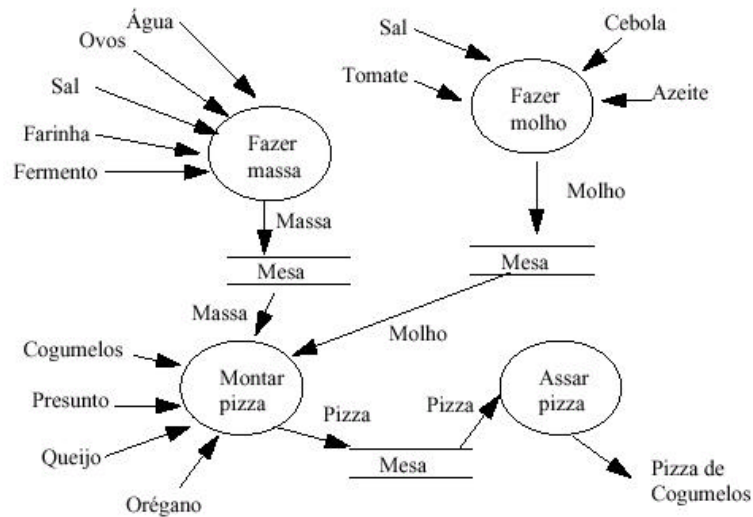 Água
Ovos
Sal
Farinha
Fermento
Fazer
massa
Massa
Mesa
Massa
Sal
Cebola
Tomate
Azeite
Fazer
molho
Molho
Mesa
Molho
Cogumelos
Presunto
Queijo
Orégano
Montar
pizza
Pizza
Mesa
Pizza
Assar
pizza
Pizza de
Cogumelos